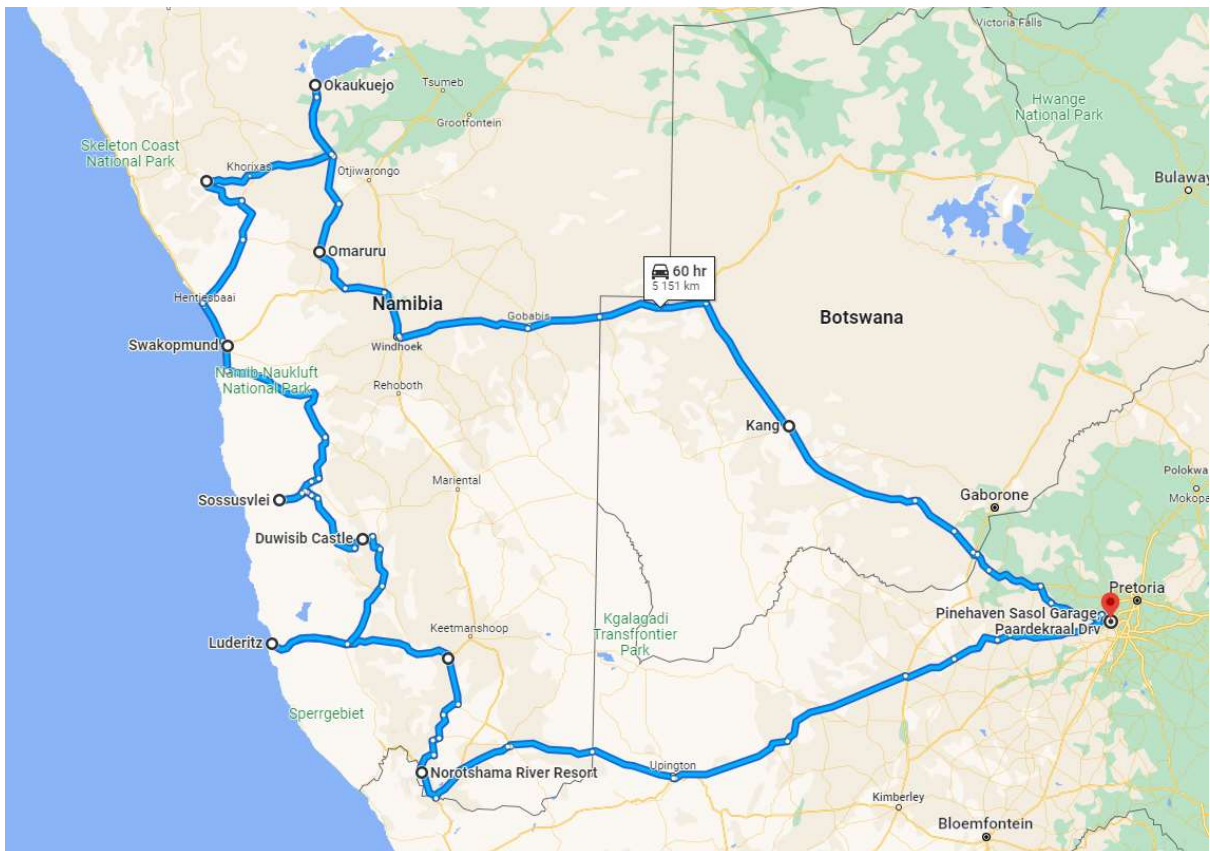 Victoria Falls
Okaukuejo
Tsumeb
Grootfontein
Hwange
National Park
Skeleton Coast
National Park
Khorixas
Otjiwarongo
Bulaway
Omaruru
60 hr
5 151 km
Hentiesbaai
Namibia
Gobabis
Botswana
Swakopmund
Windhoek
Namib-Naukluft
National Park
Rehoboth
Kang
Polokwa
Mokopa
Mariental
Gaborone
Sossusvlei
Duwisib Castle
Pretoria
Pinehaven Sasol Garage
Paardekraal Drv
Kgalagadi
Transfrontier
Park
Keetmanshoop
Luderitz
Sperrgebiet
Norotshama River Resort
Upington
Kimberley
Bloemfontein